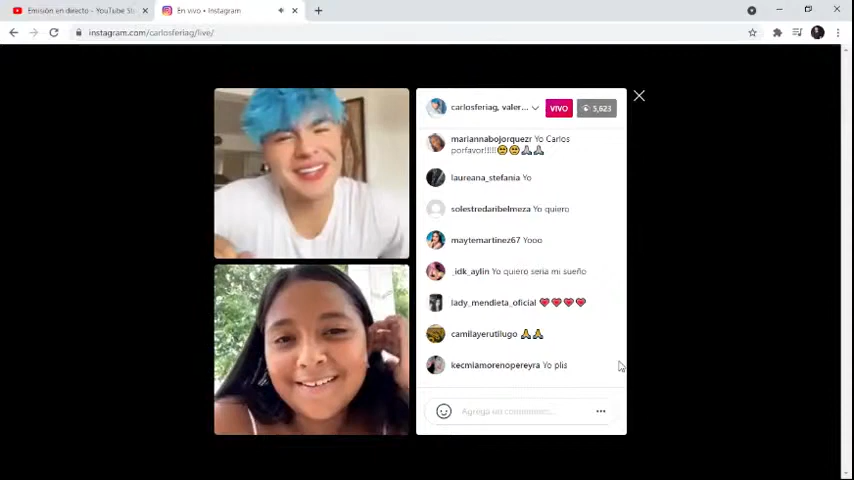 Emisión en directo - YouTube St
En vivo • Instagram
instagram.com/carlosferiag/live/
carlosferiag, valer...
VIVO
5,623
mariannabojorquezr Yo Carlos
porfavor!!!!!😔😔🙏🙏
laureana_stefania Yo
solestredaribelmeza Yo quiero
maytemartinez67 Yooo
_idk_aylin Yo quiero seria mi sueño
lady_mendieta_oficial 💓💓💓💓
camilayerutilugo 🙏🙏
kecmiamorenopereyra Yo plis
Agrega un comentario...